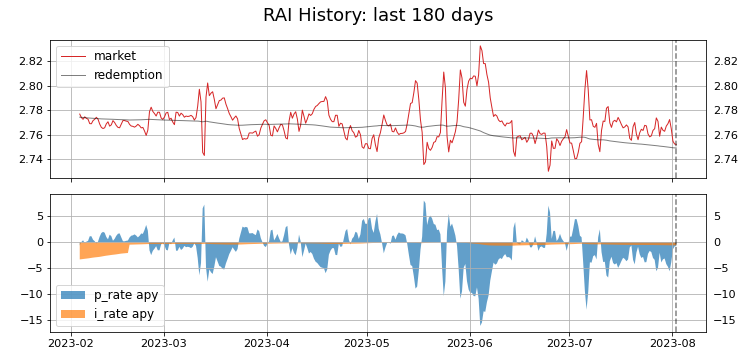 RAI History: last 180 days
2.82 2.82
2.80 2.80
2.78 2.78
2.76 2.76
2.74 2.74
market
redemption
5 5
0 0
−5 −5
−10 −10
−15 −15
p_rate apy
i_rate apy
2023-02 2023-03 2023-04 2023-05 2023-06 2023-07 2023-08